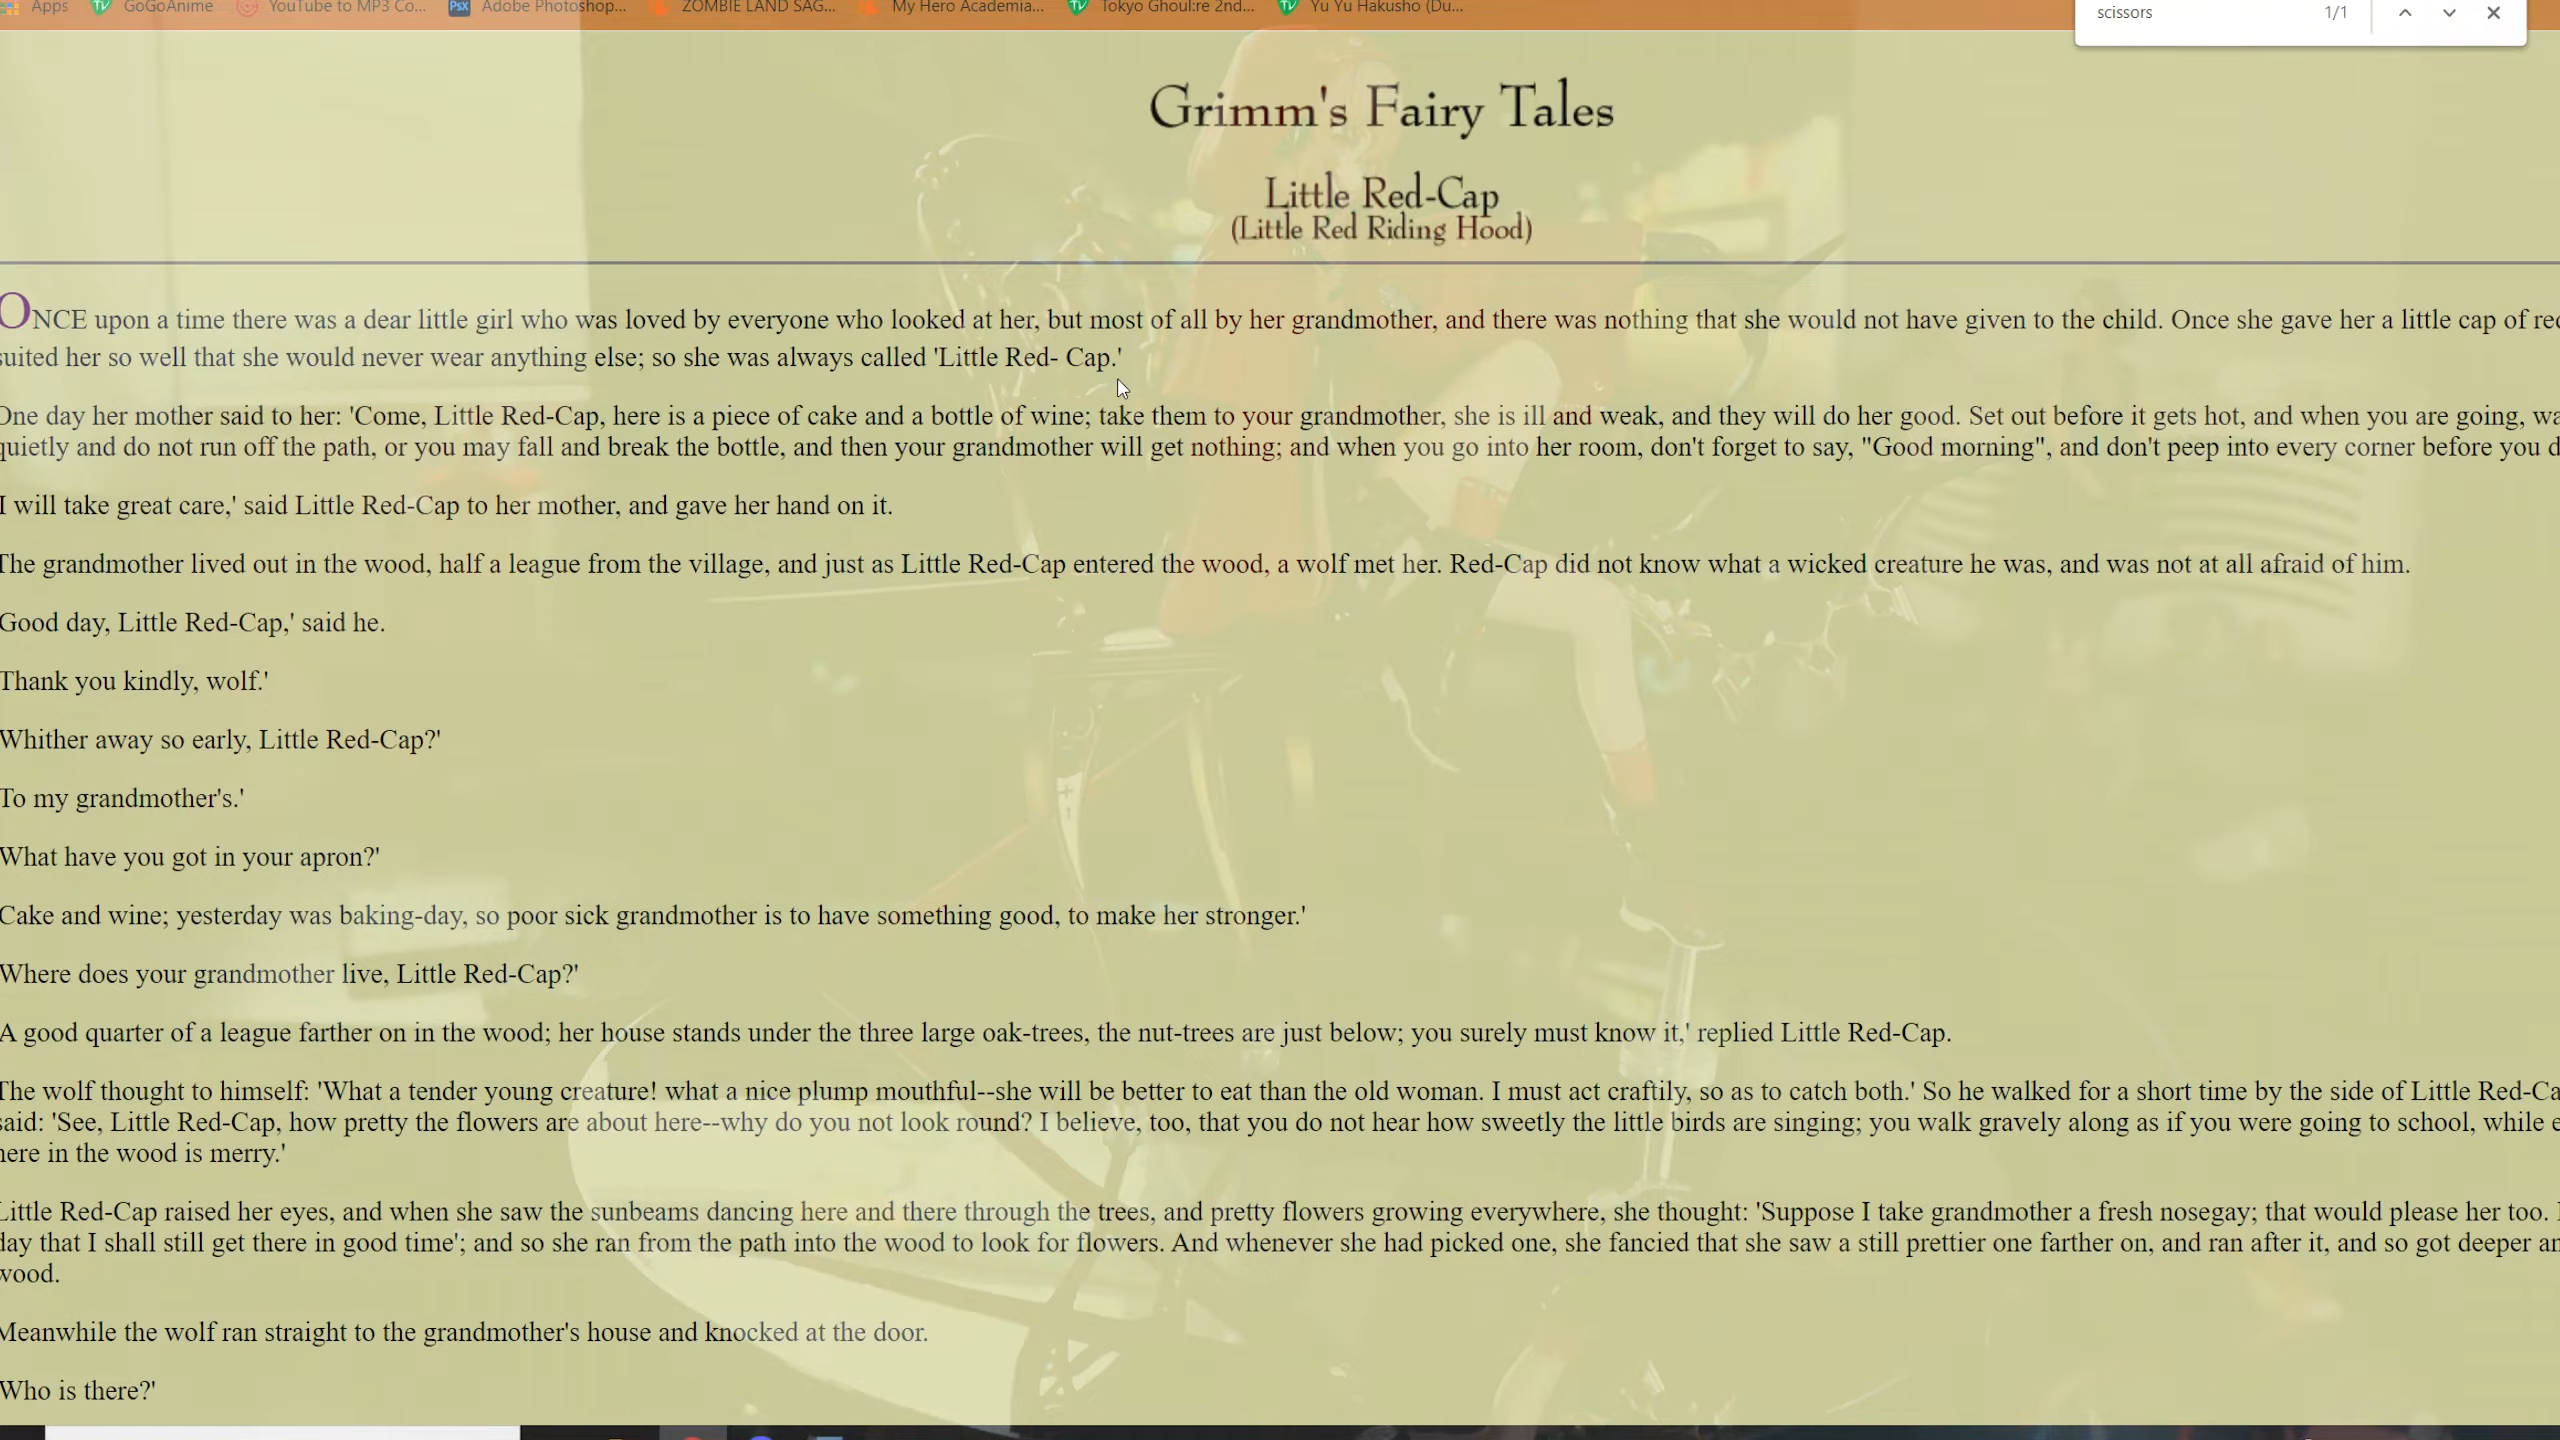 Apps GoGoAnime YouTube to MP3 Co... Adobe Photoshop... ZOMBIE LAND SAG... My Hero Academia... Tokyo Ghoul:re 2nd... Yu Yu Hakusho (Du...
scissors 1/1
Grimm's Fairy Tales
Little Red-Cap
(Little Red Riding Hood)
ONCE upon a time there was a dear little girl who was loved by everyone who looked at her, but most of all by her grandmother, and there was nothing that she would not have given to the child. Once she gave her a little cap of
suited her so well that she would never wear anything else; so she was always called 'Little Red- Cap.'
One day her mother said to her: 'Come, Little Red-Cap, here is a piece of cake and a bottle of wine; take them to your grandmother, she is ill and weak, and they will do her good. Set out before it gets hot, and when you are going,
quietly and do not run off the path, or you may fall and break the bottle, and then your grandmother will get nothing; and when you go into her room, don't forget to say, "Good morning", and don't peep into every corner before you
I will take great care,' said Little Red-Cap to her mother, and gave her hand on it.
The grandmother lived out in the wood, half a league from the village, and just as Little Red-Cap entered the wood, a wolf met her. Red-Cap did not know what a wicked creature he was, and was not at all afraid of him.
Good day, Little Red-Cap,' said he.
Thank you kindly, wolf.'
Whither away so early, Little Red-Cap?'
To my grandmother's.'
What have you got in your apron?'
Cake and wine; yesterday was baking-day, so poor sick grandmother is to have something good, to make her stronger.'
Where does your grandmother live, Little Red-Cap?'
A good quarter of a league farther on in the wood; her house stands under the three large oak-trees, the nut-trees are just below; you surely must know it,' replied Little Red-Cap.
The wolf thought to himself: 'What a tender young creature! what a nice plump mouthful--she will be better to eat than the old woman. I must act craftily, so as to catch both.' So he walked for a short time by the side of Little
said: 'See, Little Red-Cap, how pretty the flowers are about here--why do you not look round? I believe, too, that you do not hear how sweetly the little birds are singing; you walk gravely along as if you were going to school, while
here in the wood is merry.'
Little Red-Cap raised her eyes, and when she saw the sunbeams dancing here and there through the trees, and pretty flowers growing everywhere, she thought: 'Suppose I take grandmother a fresh nosegay; that would please her too.
day that I shall still get there in good time'; and so she ran from the path into the wood to look for flowers. And whenever she had picked one, she fancied that she saw a still prettier one farther on, and ran after it, and so got deeper
wood.
Meanwhile the wolf ran straight to the grandmother's house and knocked at the door.
Who is there?'